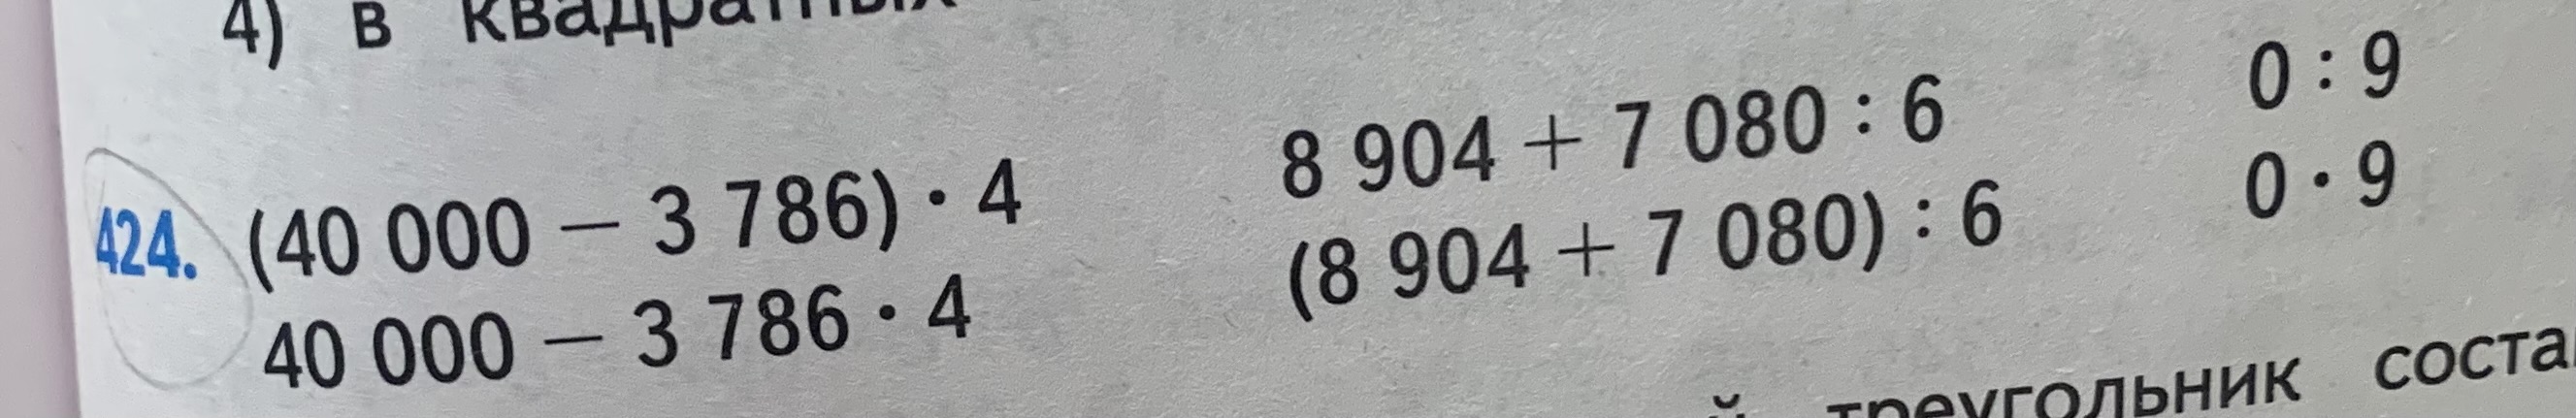 4) в квадратных
424. (40 000 − 3 786) · 4
40 000 − 3 786 · 4
8 904 + 7 080 : 6
(8 904 + 7 080) : 6
0 : 9
0 · 9
треугольник